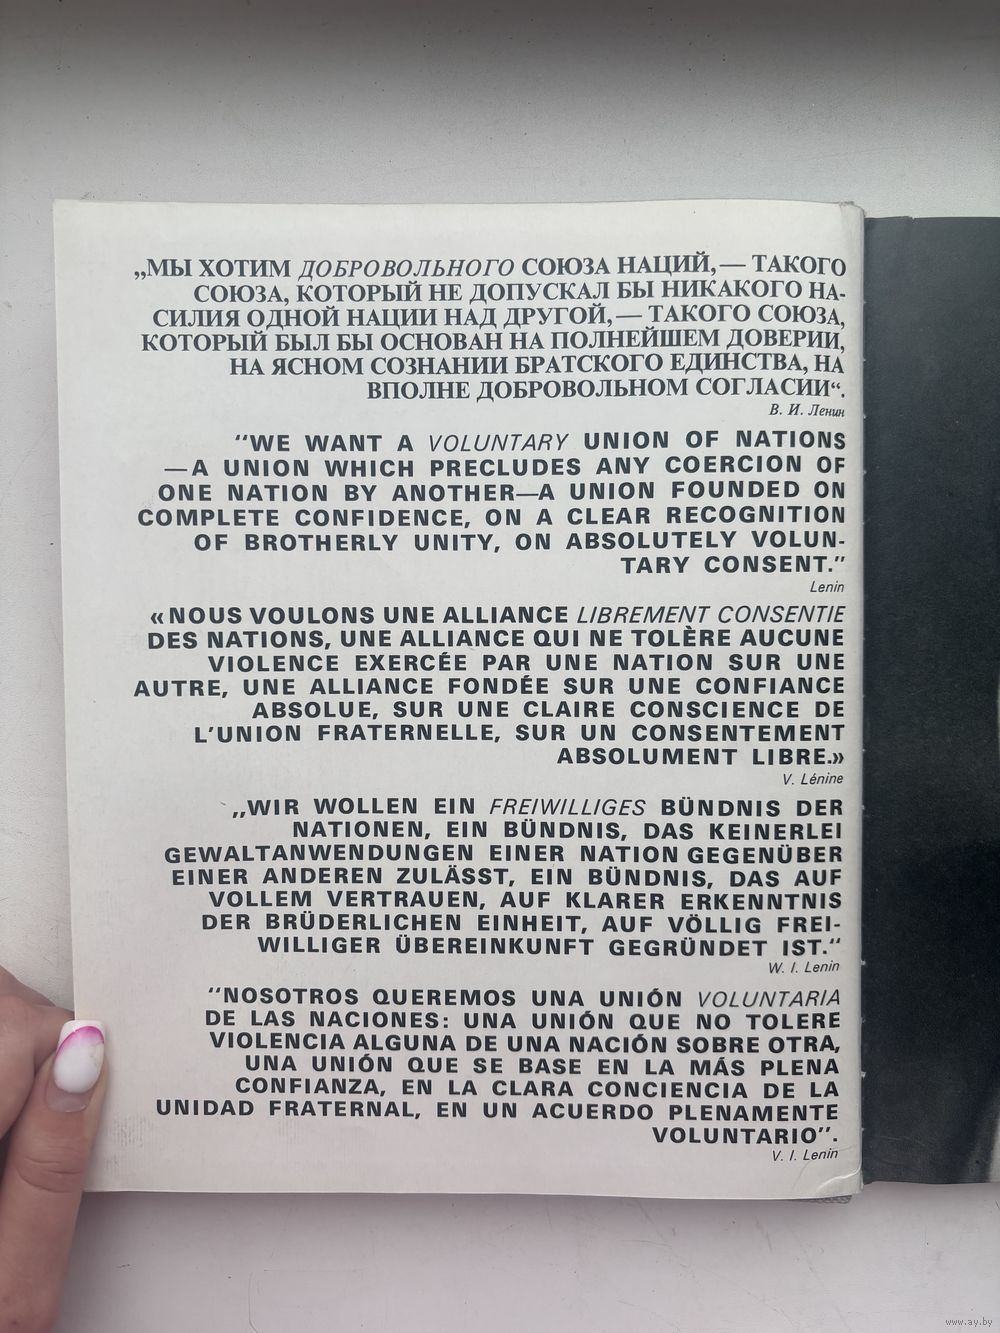 „МЫ ХОТИМ ДОБРОВОЛЬНОГО СОЮЗА НАЦИЙ,— ТАКОГО
СОЮЗА, КОТОРЫЙ НЕ ДОПУСКАЛ БЫ НИКАКОГО НА-
СИЛИЯ ОДНОЙ НАЦИИ НАД ДРУГОЙ,— ТАКОГО СОЮЗА,
КОТОРЫЙ БЫЛ БЫ ОСНОВАН НА ПОЛНЕЙШЕМ ДОВЕРИИ,
НА ЯСНОМ СОЗНАНИИ БРАТСКОГО ЕДИНСТВА, НА
ВПОЛНЕ ДОБРОВОЛЬНОМ СОГЛАСИИ“.
В. И. Ленин
“WE WANT A VOLUNTARY UNION OF NATIONS
—A UNION WHICH PRECLUDES ANY COERCION OF
ONE NATION BY ANOTHER—A UNION FOUNDED ON
COMPLETE CONFIDENCE, ON A CLEAR RECOGNITION
OF BROTHERLY UNITY, ON ABSOLUTELY VOLUN-
TARY CONSENT.”
Lenin
«NOUS VOULONS UNE ALLIANCE LIBREMENT CONSENTIE
DES NATIONS, UNE ALLIANCE QUI NE TOLÈRE AUCUNE
VIOLENCE EXERCÉE PAR UNE NATION SUR UNE
AUTRE, UNE ALLIANCE FONDÉE SUR UNE CONFIANCE
ABSOLUE, SUR UNE CLAIRE CONSCIENCE DE
L’UNION FRATERNELLE, SUR UN CONSENTEMENT
ABSOLUMENT LIBRE.»
V. Lénine
„WIR WOLLEN EIN FREIWILLIGES BÜNDNIS DER
NATIONEN, EIN BÜNDNIS, DAS KEINERLEI
GEWALTANWENDUNGEN EINER NATION GEGENÜBER
EINER ANDEREN ZULÄSST, EIN BÜNDNIS, DAS AUF
VOLLEM VERTRAUEN, AUF KLARER ERKENNTNIS
DER BRÜDERLICHEN EINHEIT, AUF VÖLLIG FREI-
WILLIGER ÜBEREINKUNFT GEGRÜNDET IST.“
W. I. Lenin
“NOSOTROS QUEREMOS UNA UNIÓN VOLUNTARIA
DE LAS NACIONES: UNA UNIÓN QUE NO TOLERE
VIOLENCIA ALGUNA DE UNA NACIÓN SOBRE OTRA,
UNA UNIÓN QUE SE BASE EN LA MÁS PLENA
CONFIANZA, EN LA CLARA CONCIENCIA DE LA
UNIDAD FRATERNAL, EN UN ACUERDO PLENAMENTE
VOLUNTARIO”.
V. I. Lenin
www.ay.by